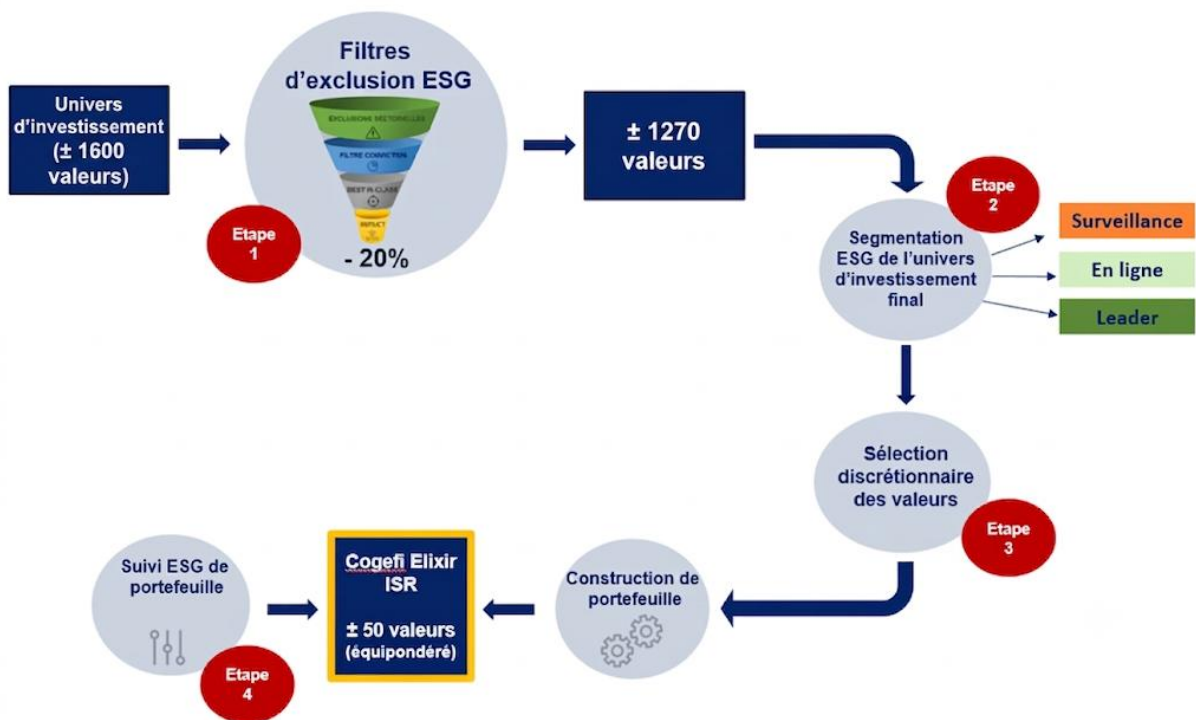 Univers
d'investissement
(± 1600
valeurs)
Filtres
d'exclusion ESG
EXCLUSIONS SECTORIELLES
FILTRE CONVICTION
BEST IN CLASS
- 20%
Etape
1
± 1270
valeurs
Etape
2
Segmentation
ESG de l'univers
d'investissement
final
Surveillance
En ligne
Leader
Sélection
discrétionnaire
des valeurs
Etape
3
Construction de
portefeuille
Cogefi Elixir
ISR
± 50 valeurs
(équipondéré)
Suivi ESG de
portefeuille
Etape
4